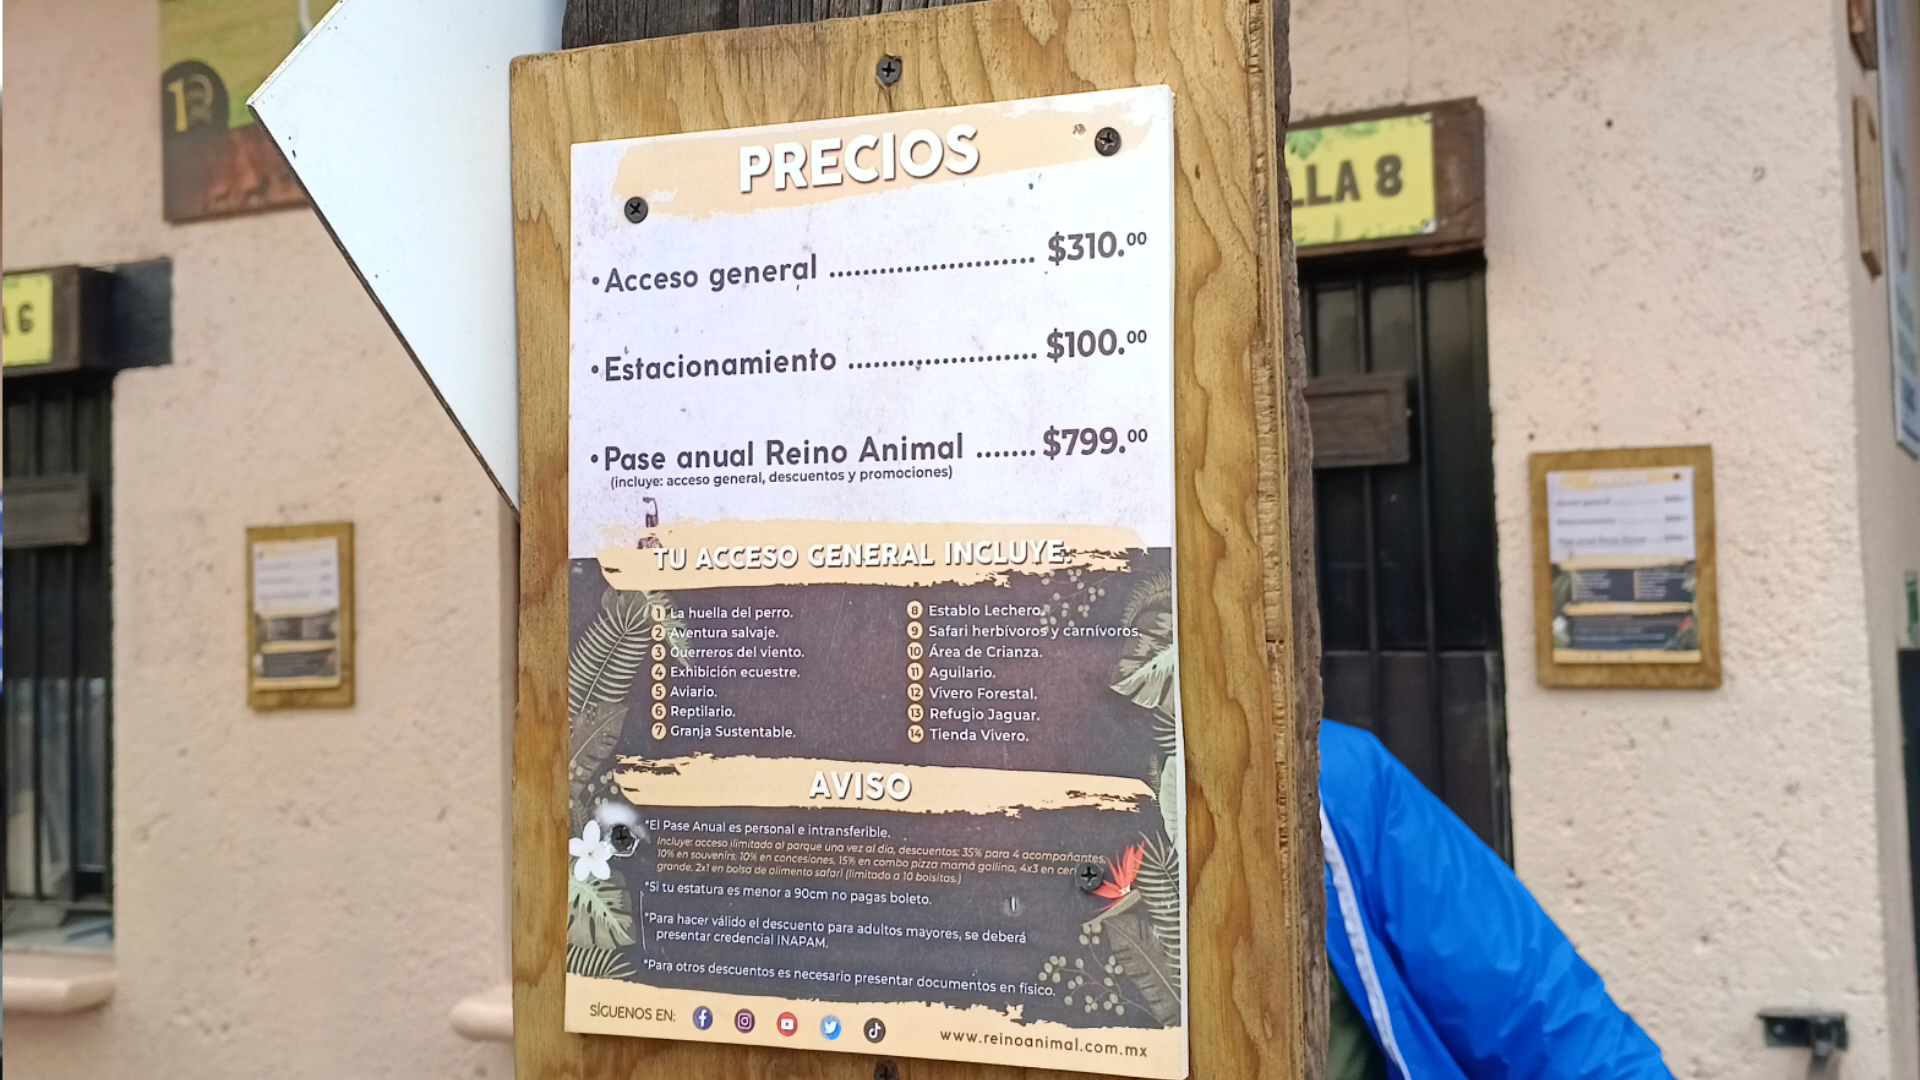 PRECIOS
•Acceso general ........................ $310.00
•Estacionamiento ....................... $100.00
•Pase anual Reino Animal ....... $799.00
(incluye: acceso general, descuentos y promociones)
TU ACCESO GENERAL INCLUYE:
1 La huella del perro.
2 Aventura salvaje.
3 Guerreros del viento.
4 Exhibición ecuestre.
5 Aviario.
6 Reptilario.
7 Granja Sustentable.
8 Establo Lechero.
9 Safari herbívoros y carnívoros.
10 Área de Crianza.
11 Aguilario.
12 Vivero Forestal.
13 Refugio Jaguar.
14 Tienda Vivero.
AVISO
*El Pase Anual es personal e intransferible.
Incluye: acceso ilimitado al parque una vez al día, descuentos: 35% para 4 acompañantes,
10% en souvenirs, 10% en concesiones, 15% en combo pizza mamá gallina, 4x3 en
grande, 2x1 en bolsa de alimento safari (limitado a 10 bolsitas.)
*Si tu estatura es menor a 90cm no pagas boleto.
*Para hacer válido el descuento para adultos mayores, se deberá
presentar credencial INAPAM.
*Para otros descuentos es necesario presentar documentos en físico.
SÍGUENOS EN:
www.reinoanimal.com.mx
LLA 8
A 6